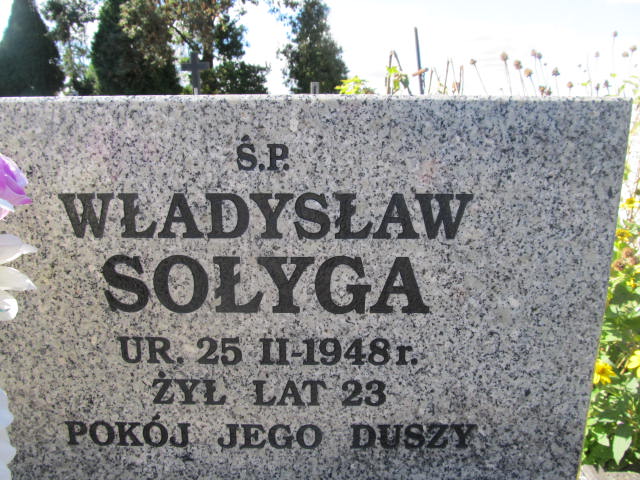 Ś.P.
WŁADYSŁAW
SOŁYGA
UR. 25 II-1948 r.
ŻYŁ LAT 23
POKÓJ JEGO DUSZY